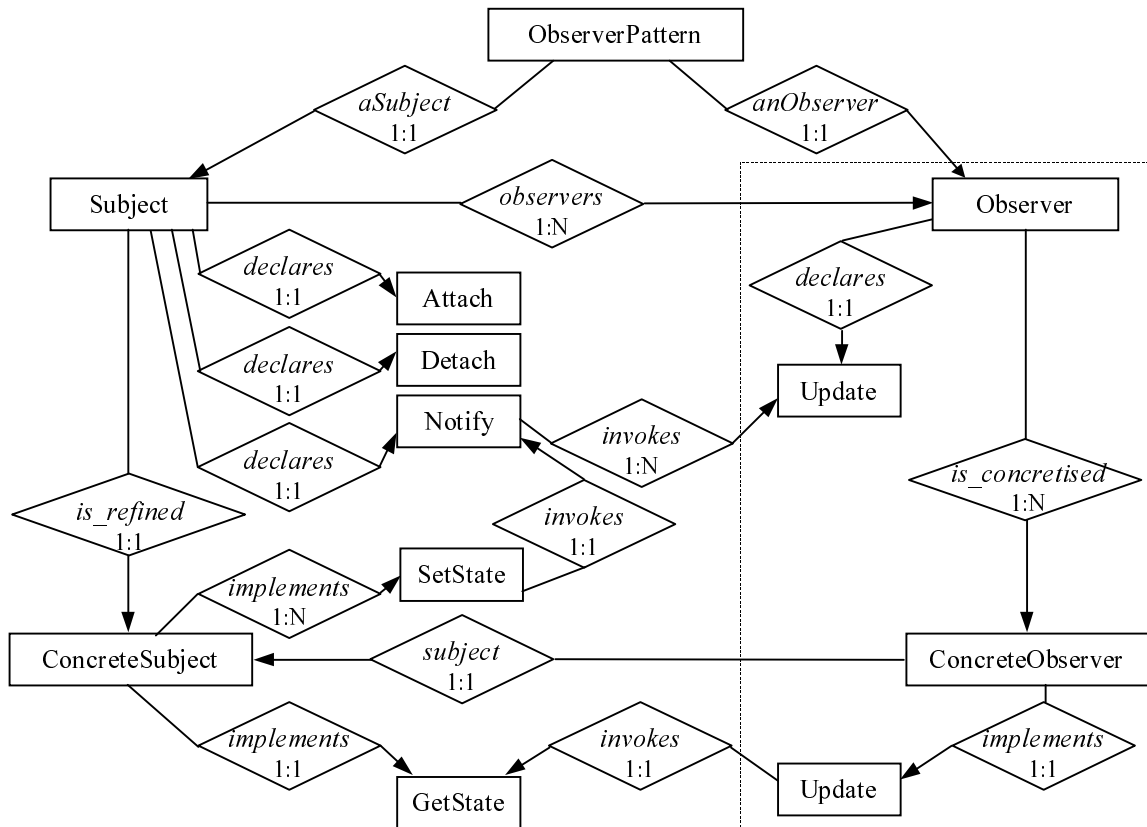 ObserverPattern
aSubject
1:1
anObserver
1:1
Subject
observers
1:N
Observer
declares
1:1
Attach
declares
1:1
declares
1:1
Detach
Update
declares
1:1
Notify
invokes
1:N
is_concretised
1:N
is_refined
1:1
invokes
1:1
implements
1:N
SetState
ConcreteSubject
subject
1:1
ConcreteObserver
implements
1:1
invokes
1:1
implements
1:1
GetState
Update